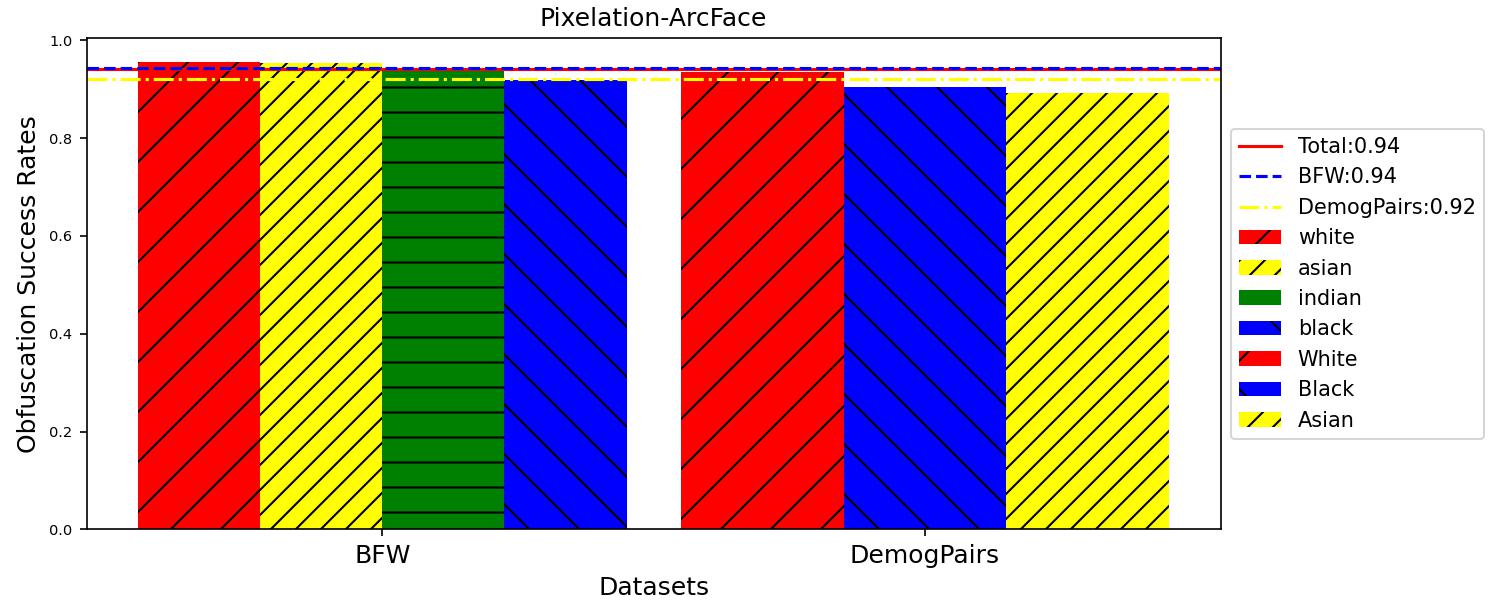 Pixelation-ArcFace
Obfuscation Success Rates
1.0
0.8
0.6
0.4
0.2
0.0
BFW
DemogPairs
Datasets
Total:0.94
BFW:0.94
DemogPairs:0.92
white
asian
indian
black
White
Black
Asian